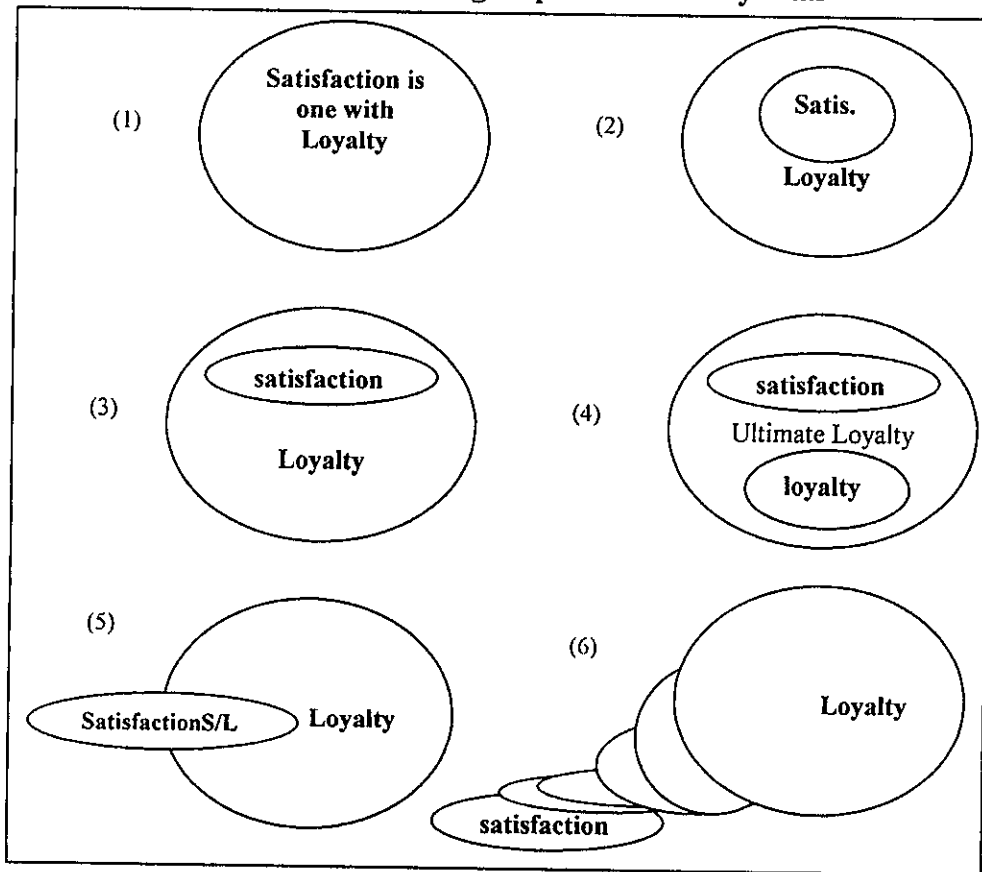 (1)
Satisfaction is
one with
Loyalty
(2)
Satis.
Loyalty
(3)
satisfaction
Loyalty
(4)
satisfaction
Ultimate Loyalty
loyalty
(5)
SatisfactionS/L
Loyalty
(6)
Loyalty
satisfaction